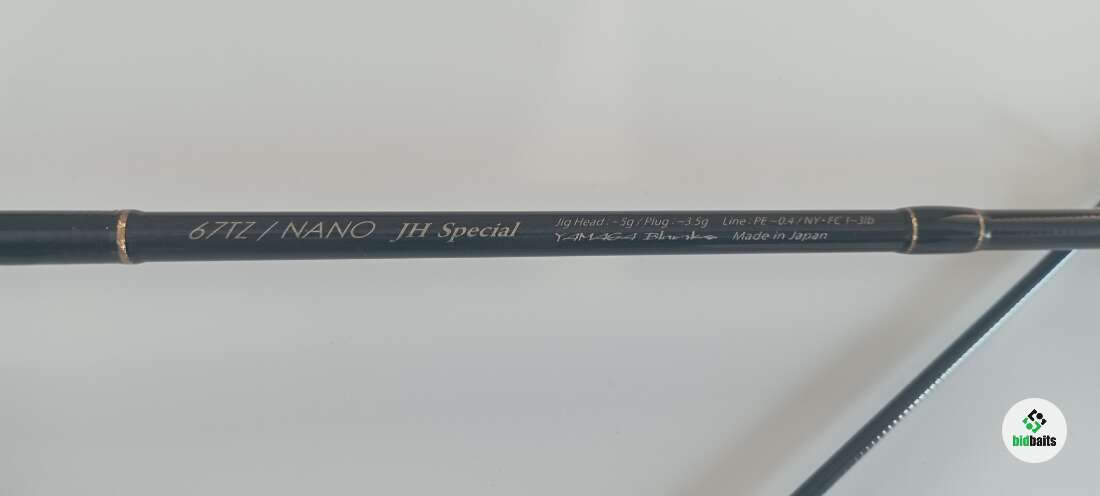 67TZ / NANO JH Special
Jig Head : ~5g / Plug : ~3.5g Line : PE ~0.4 / NY・FC 1~3lb
YAMAGA Blanks Made in Japan
bidbaits